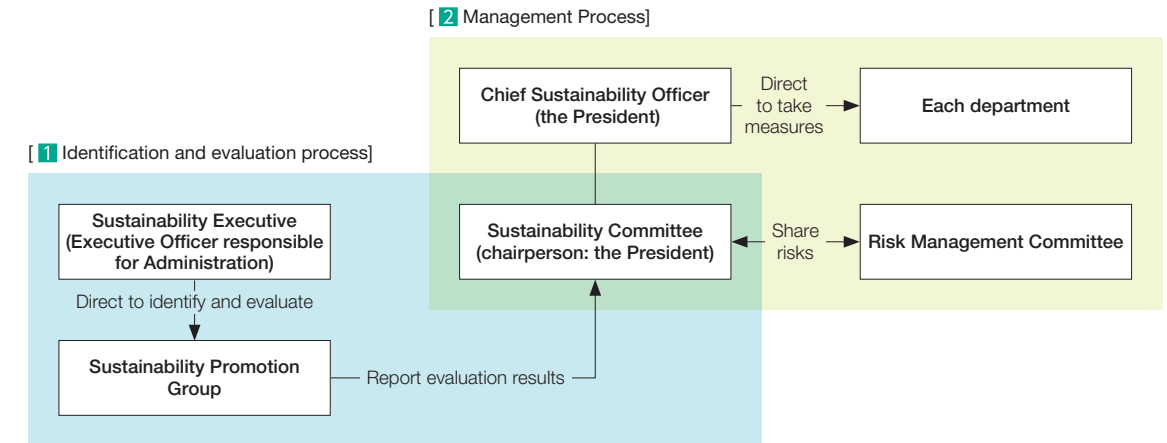 [ 2 Management Process]
Chief Sustainability Officer
(the President)
Direct
to take
measures
Each department
[ 1 Identification and evaluation process]
Sustainability Executive
(Executive Officer responsible
for Administration)
Sustainability Committee
(chairperson: the President)
Share
risks
Risk Management Committee
Direct to identify and evaluate
Sustainability Promotion
Group
Report evaluation results